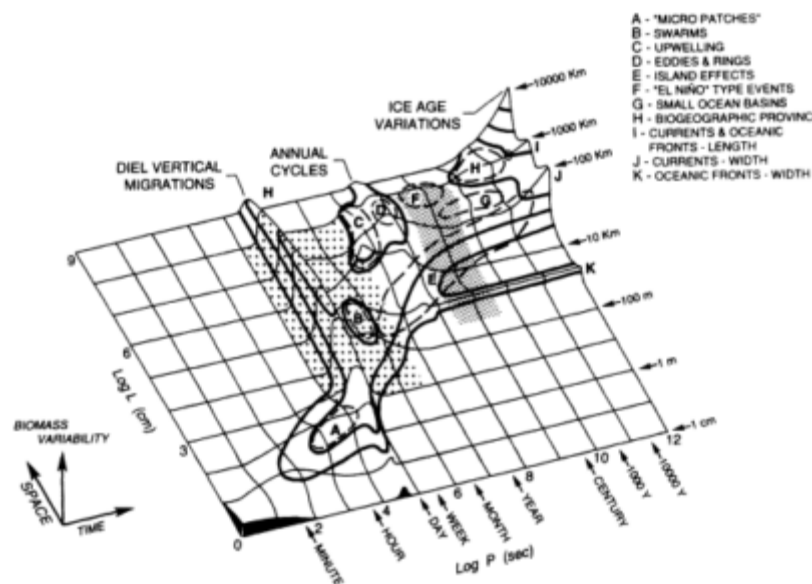 A - "MICRO PATCHES"
B - SWARMS
C - UPWELLING
D - EDDIES & RINGS
E - ISLAND EFFECTS
F - "EL NIÑO" TYPE EVENTS
G - SMALL OCEAN BASINS
H - BIOGEOGRAPHIC PROVINC
I - CURRENTS & OCEANIC
FRONTS - LENGTH
J - CURRENTS - WIDTH
K - OCEANIC FRONTS - WIDTH
ICE AGE
VARIATIONS
10000 Km
1000 Km
I
100 Km
J
ANNUAL
CYCLES
DIEL VERTICAL
MIGRATIONS
H
H
C
D
F
G
10 Km
K
E
B
100 m
1 m
1 cm
A
9
6
3
0
Log L (cm)
BIOMASS
VARIABILITY
SPACE
TIME
2
4
6
8
10
12
MINUTE
HOUR
DAY
WEEK
MONTH
YEAR
CENTURY
1000 Y
10000 Y
Log P (sec)